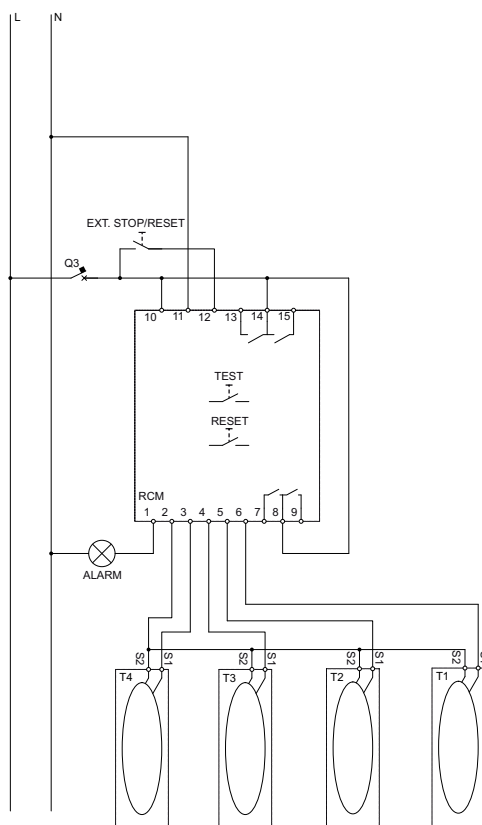 L N
EXT. STOP/RESET
Q3
10 11 12 13 14 15
TEST
RESET
RCM
1 2 3 4 5 6 7 8 9
ALARM
S2 S1 S2 S1 S2 S1 S2
T4 T3 T2 T1